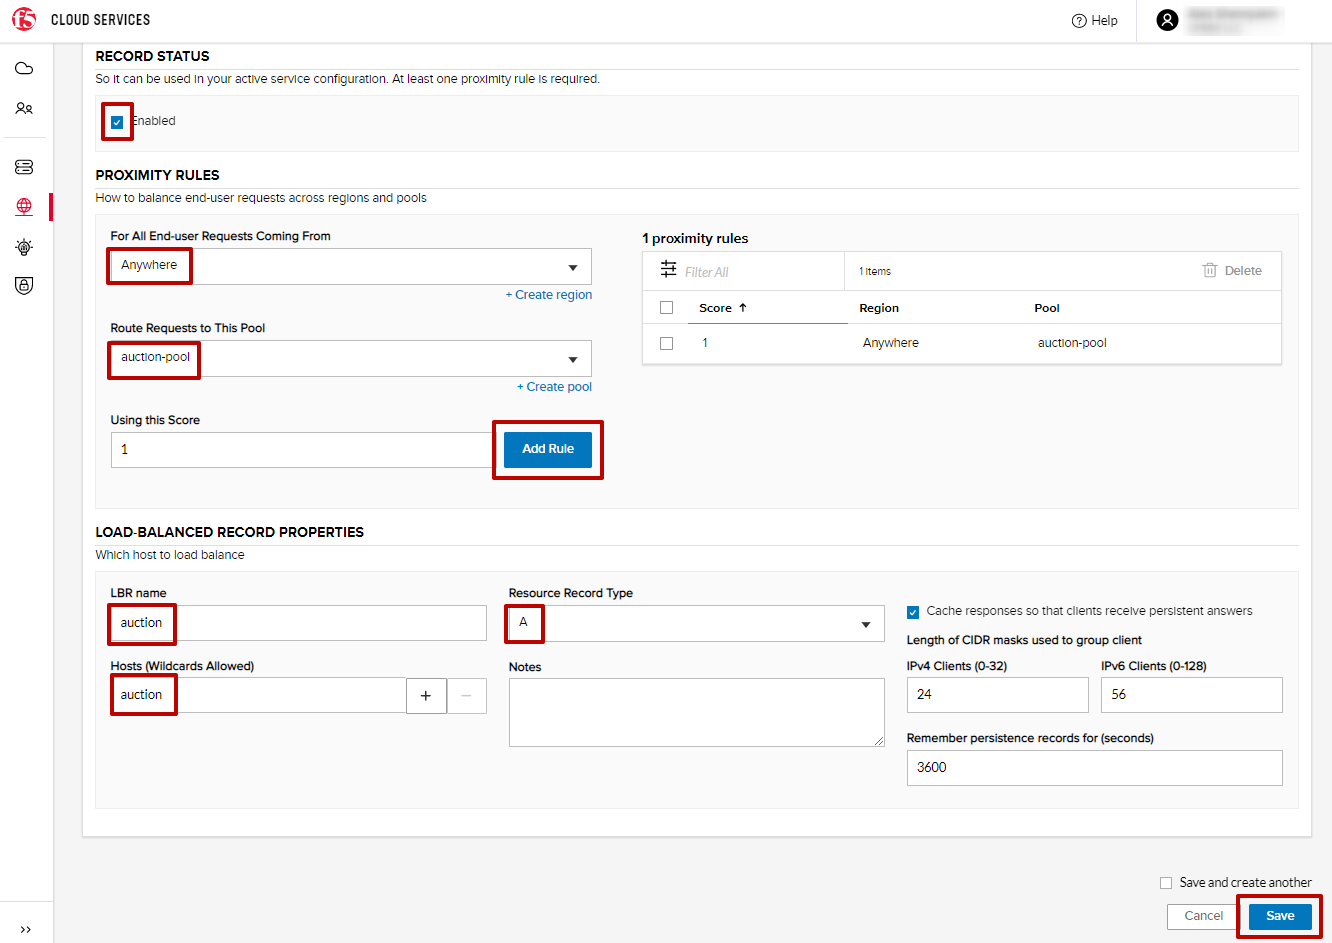 f5 CLOUD SERVICES
Help
RECORD STATUS
So it can be used in your active service configuration. At least one proximity rule is required.
Enabled
PROXIMITY RULES
How to balance end-user requests across regions and pools
For All End-user Requests Coming From
Anywhere
+ Create region
Route Requests to This Pool
auction-pool
+ Create pool
Using this Score
1
Add Rule
1 proximity rules
Filter All
1 Items
Delete
Score Region Pool
1 Anywhere auction-pool
LOAD-BALANCED RECORD PROPERTIES
Which host to load balance
LBR name
auction
Hosts (Wildcards Allowed)
auction
+ −
Resource Record Type
A
Notes
Cache responses so that clients receive persistent answers
Length of CIDR masks used to group client
IPv4 Clients (0-32) IPv6 Clients (0-128)
24 56
Remember persistence records for (seconds)
3600
Save and create another
Cancel Save